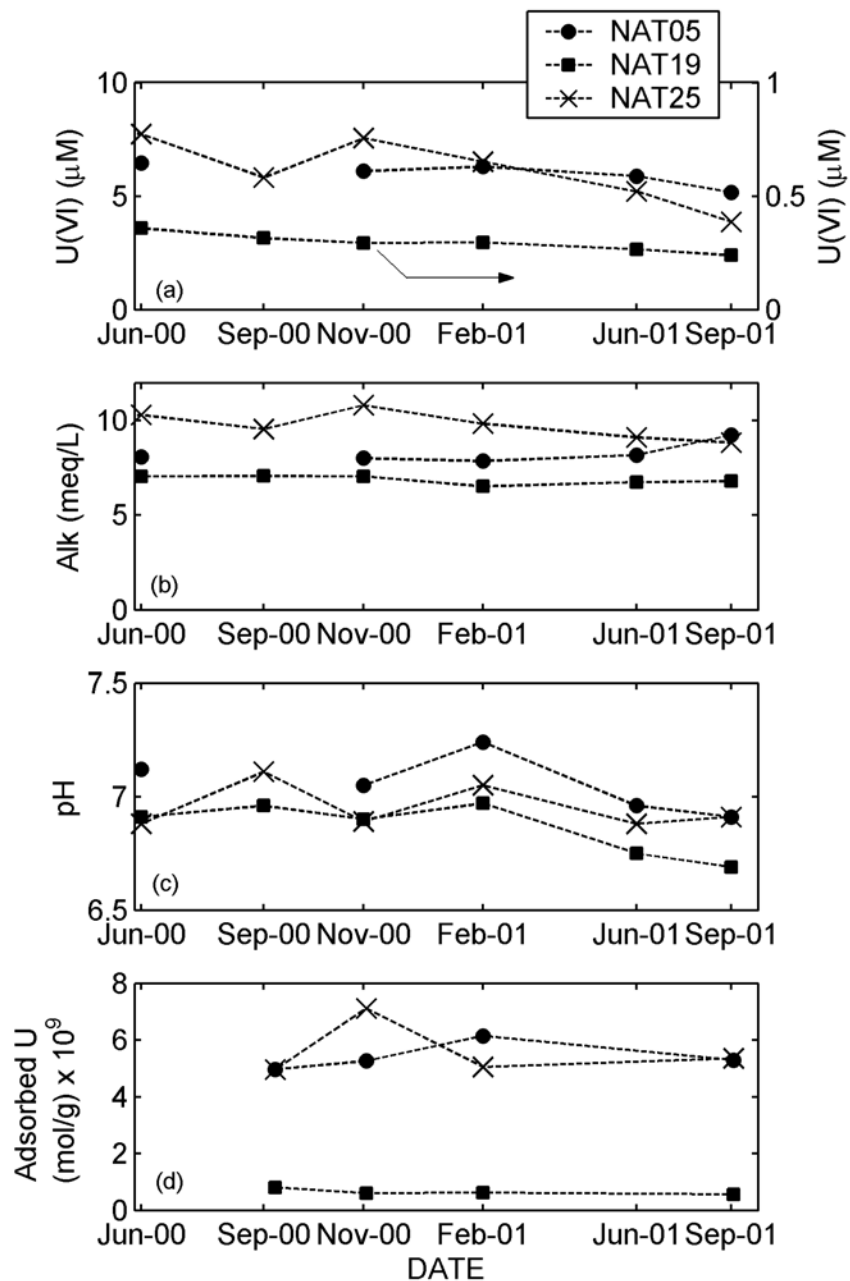 NAT05
NAT19
NAT25
10
5
0
U(VI) (μM)
1
0.5
0
U(VI) (μM)
(a)
Jun-00 Sep-00 Nov-00 Feb-01 Jun-01 Sep-01
10
5
0
Alk (meq/L)
(b)
Jun-00 Sep-00 Nov-00 Feb-01 Jun-01 Sep-01
7.5
7
6.5
pH
(c)
Jun-00 Sep-00 Nov-00 Feb-01 Jun-01 Sep-01
8
6
4
2
0
Adsorbed U
(mol/g) x 10⁹
(d)
Jun-00 Sep-00 Nov-00 Feb-01 Jun-01 Sep-01
DATE